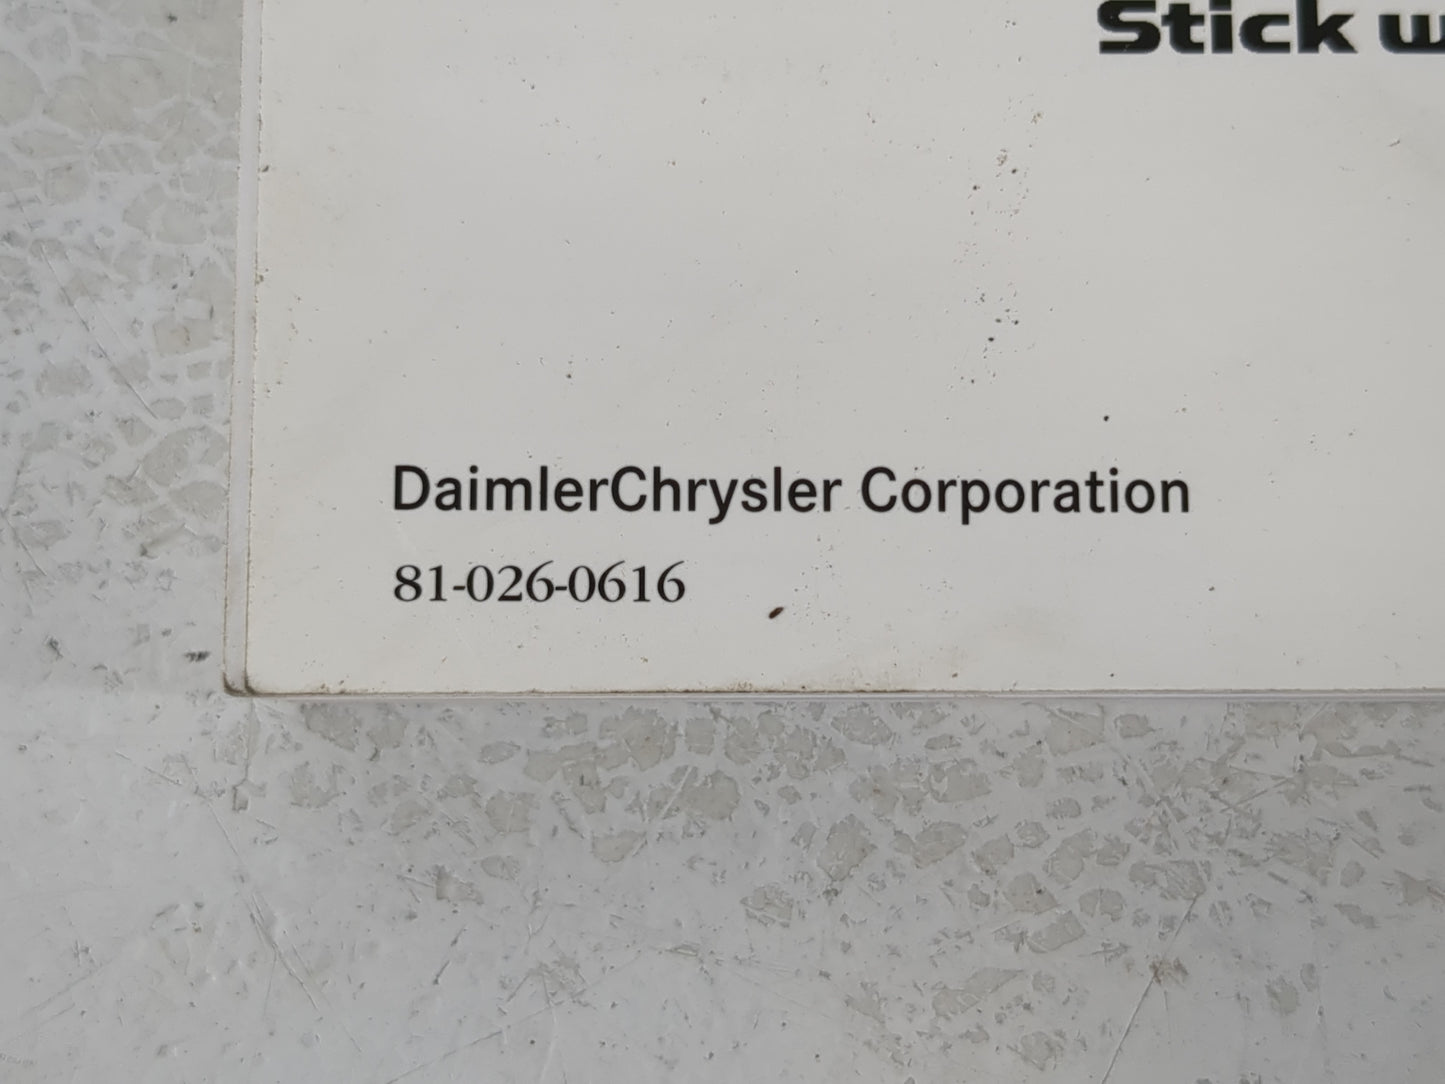 Stick
DaimlerChrysler Corporation
81-026-0616